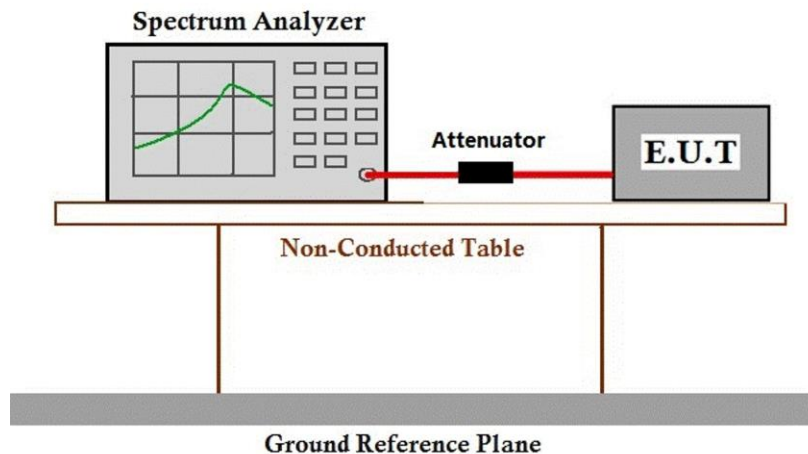 Spectrum Analyzer
Attenuator
E.U.T
Non-Conducted Table
Ground Reference Plane